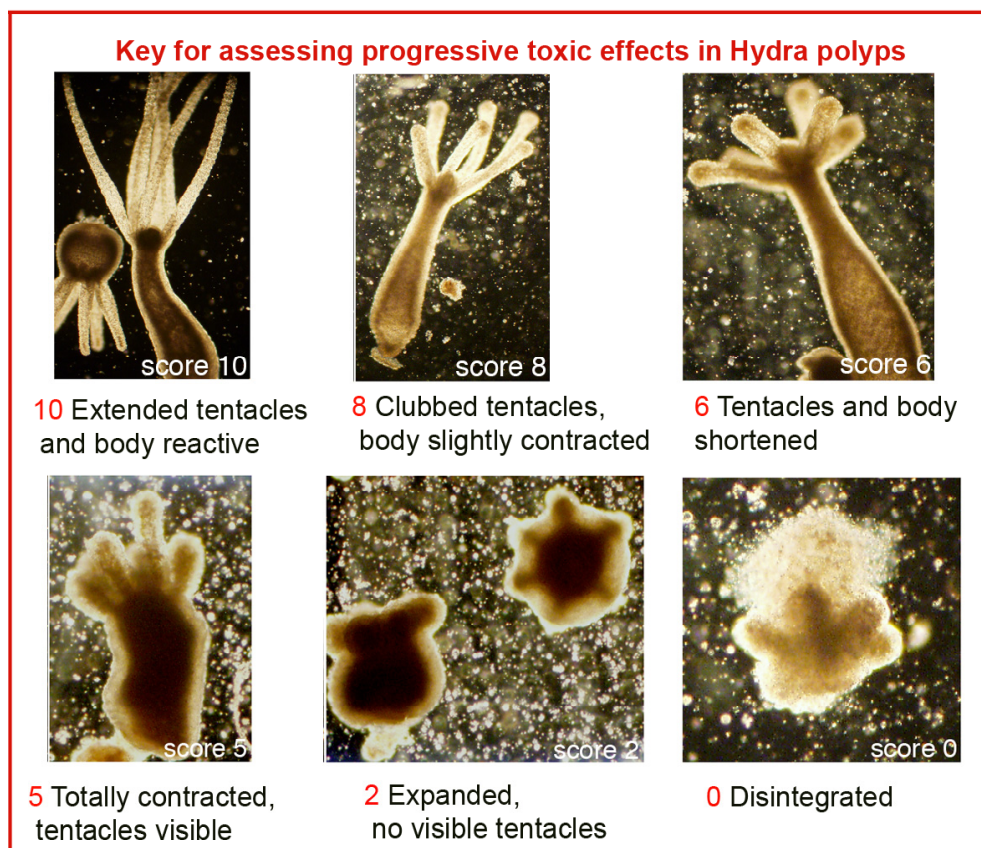 Key for assessing progressive toxic effects in Hydra polyps
score 10
score 8
score 6
10 Extended tentacles
and body reactive
8 Clubbed tentacles,
body slightly contracted
6 Tentacles and body
shortened
score 5
score 2
score 0
5 Totally contracted,
tentacles visible
2 Expanded,
no visible tentacles
0 Disintegrated